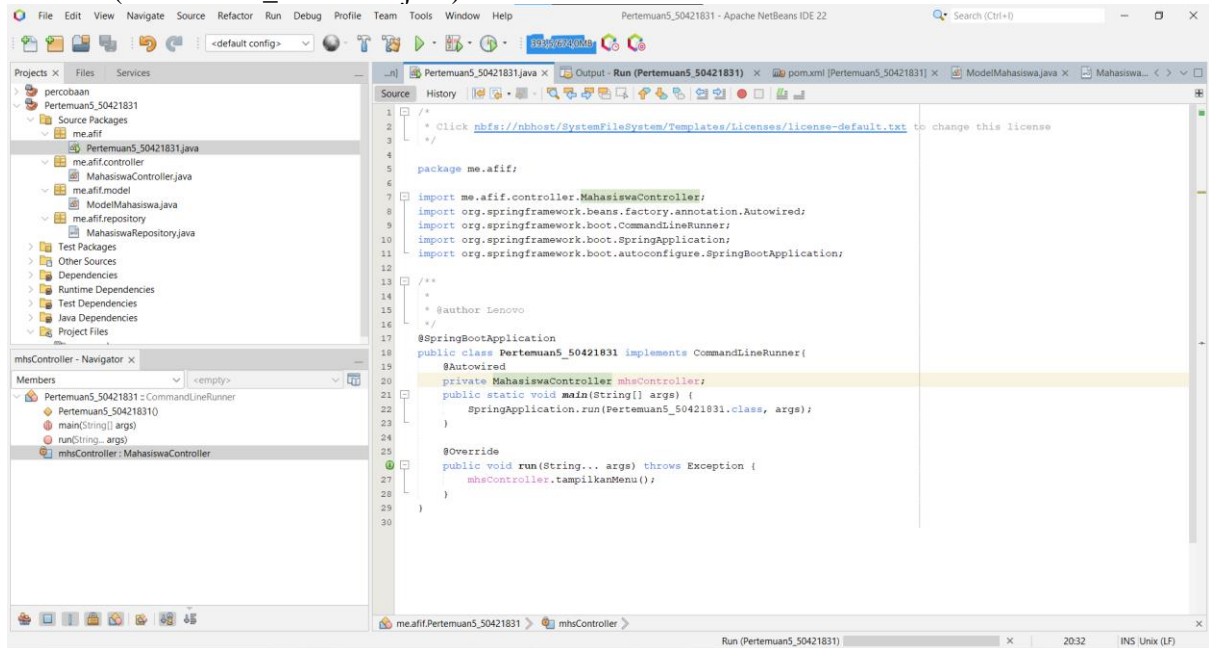 File Edit View Navigate Source Refactor Run Debug Profile Team Tools Window Help
Pertemuan5_50421831 - Apache NetBeans IDE 22
Search (Ctrl+I)
<default config>
Projects Files Services
percobaan
Pertemuan5_50421831
Source Packages
me.afif
Pertemuan5_50421831.java
me.afif.controller
MahasiswaController.java
me.afif.model
ModelMahasiswa.java
me.afif.repository
MahasiswaRepository.java
Test Packages
Other Sources
Dependencies
Runtime Dependencies
Test Dependencies
Java Dependencies
Project Files
mhsController - Navigator
Members <empty>
Pertemuan5_50421831 :: CommandLineRunner
Pertemuan5_50421831()
main(String[] args)
run(String... args)
mhsController : MahasiswaController
...n] Pertemuan5_50421831.java Output - Run (Pertemuan5_50421831) pom.xml [Pertemuan5_50421831] ModelMahasiswa.java Mahasiswa...
Source History
1 /*
2 * Click nbfs://nbhost/SystemFileSystem/Templates/Licenses/license-default.txt to change this license
3 */
4
5 package me.afif;
6
7 import me.afif.controller.MahasiswaController;
8 import org.springframework.beans.factory.annotation.Autowired;
9 import org.springframework.boot.CommandLineRunner;
10 import org.springframework.boot.SpringApplication;
11 import org.springframework.boot.autoconfigure.SpringBootApplication;
12
13 /**
14 *
15 * @author Lenovo
16 */
17 @SpringBootApplication
18 public class Pertemuan5_50421831 implements CommandLineRunner{
19 @Autowired
20 private MahasiswaController mhsController;
21 public static void main(String[] args) {
22 SpringApplication.run(Pertemuan5_50421831.class, args);
23 }
24
25 @Override
public void run(String... args) throws Exception {
27 mhsController.tampilkanMenu();
28 }
29 }
30
me.afif.Pertemuan5_50421831 mhsController
Run (Pertemuan5_50421831) 20:32 INS Unix (LF)